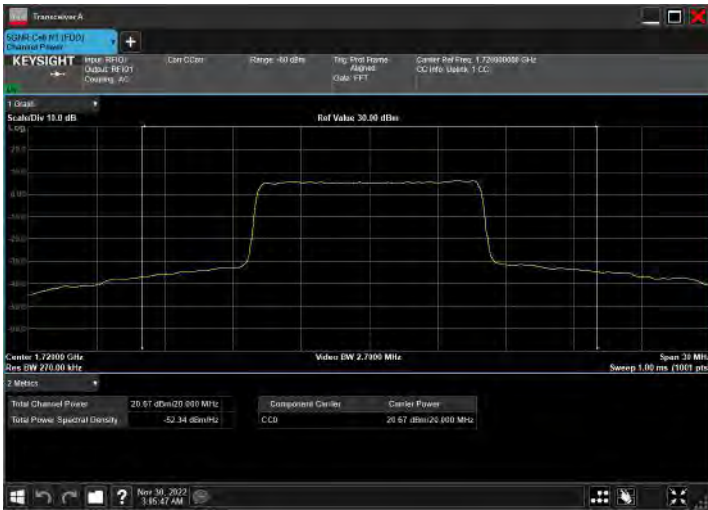 Transceiver A
5GNR Cell N1 (FDD)
Channel Power
KEYSIGHT
Input: RFIO1
Output: RFIO1
Coupling: AC
Corr CCorr
Range: -60 dBm
Trig:
Frame
Aligned
Gate: FFT
Carrier Ref Freq: 1.720000000 GHz
CC Info: Uplink, 1 CC
1 Graph
Scale/Div 10.0 dB
Ref Value 30.00 dBm
Log
Center 1.72000 GHz
Video BW 2.7000 MHz
Span 30 MHz
Res BW 270.00 kHz
Sweep 1.00 ms (1001 pts
2 Metrics
Total Channel Power
20.67 dBm/20.000 MHz
Total Power Spectral Density
-52.34 dBm/Hz
Component Carrier
Carrier Power
CC0
20.67 dBm/20.000 MHz
?
Nov 30, 2022
3:05:47 AM